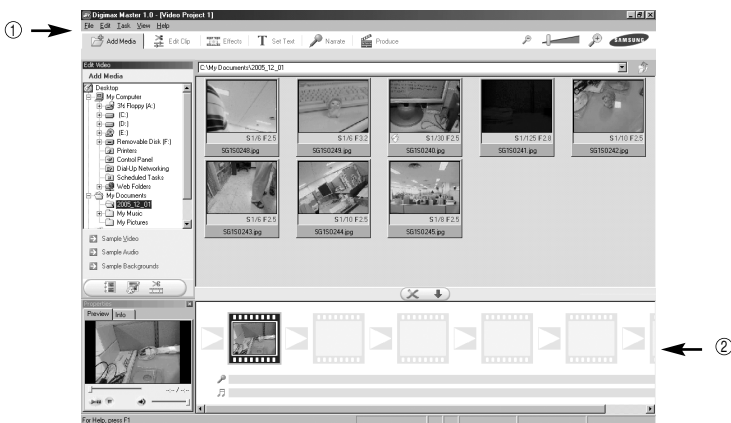 Digimax Master 1.0 - [Video Project 1]
① File Edit Task View Help
Add Media Edit Clip Effects T Set Text Narrate Produce SAMSUNG
Edit Video
Add Media
C:\My Documents\2005_12_01
Desktop
My Computer
3½ Floppy (A:)
(C:)
(D:)
(E:)
Removable Disk (F:)
Printers
Control Panel
Dial-Up Networking
Scheduled Tasks
Web Folders
My Documents
2005_12_01
My Music
My Pictures
Sample Video
Sample Audio
Sample Backgrounds
S1/6 F2.5 S1/6 F3.2 S1/30 F2.5 S1/125 F2.8 S1/10 F2.5
SG1S0248.jpg SG1S0249.jpg SG1S0240.jpg SG1S0241.jpg SG1S0242.jpg
S1/6 F2.5 S1/10 F2.5 S1/8 F2.5
SG1S0243.jpg SG1S0244.jpg SG1S0245.jpg
Properties
Preview Info
②
-:-- / -:--
For Help, press F1